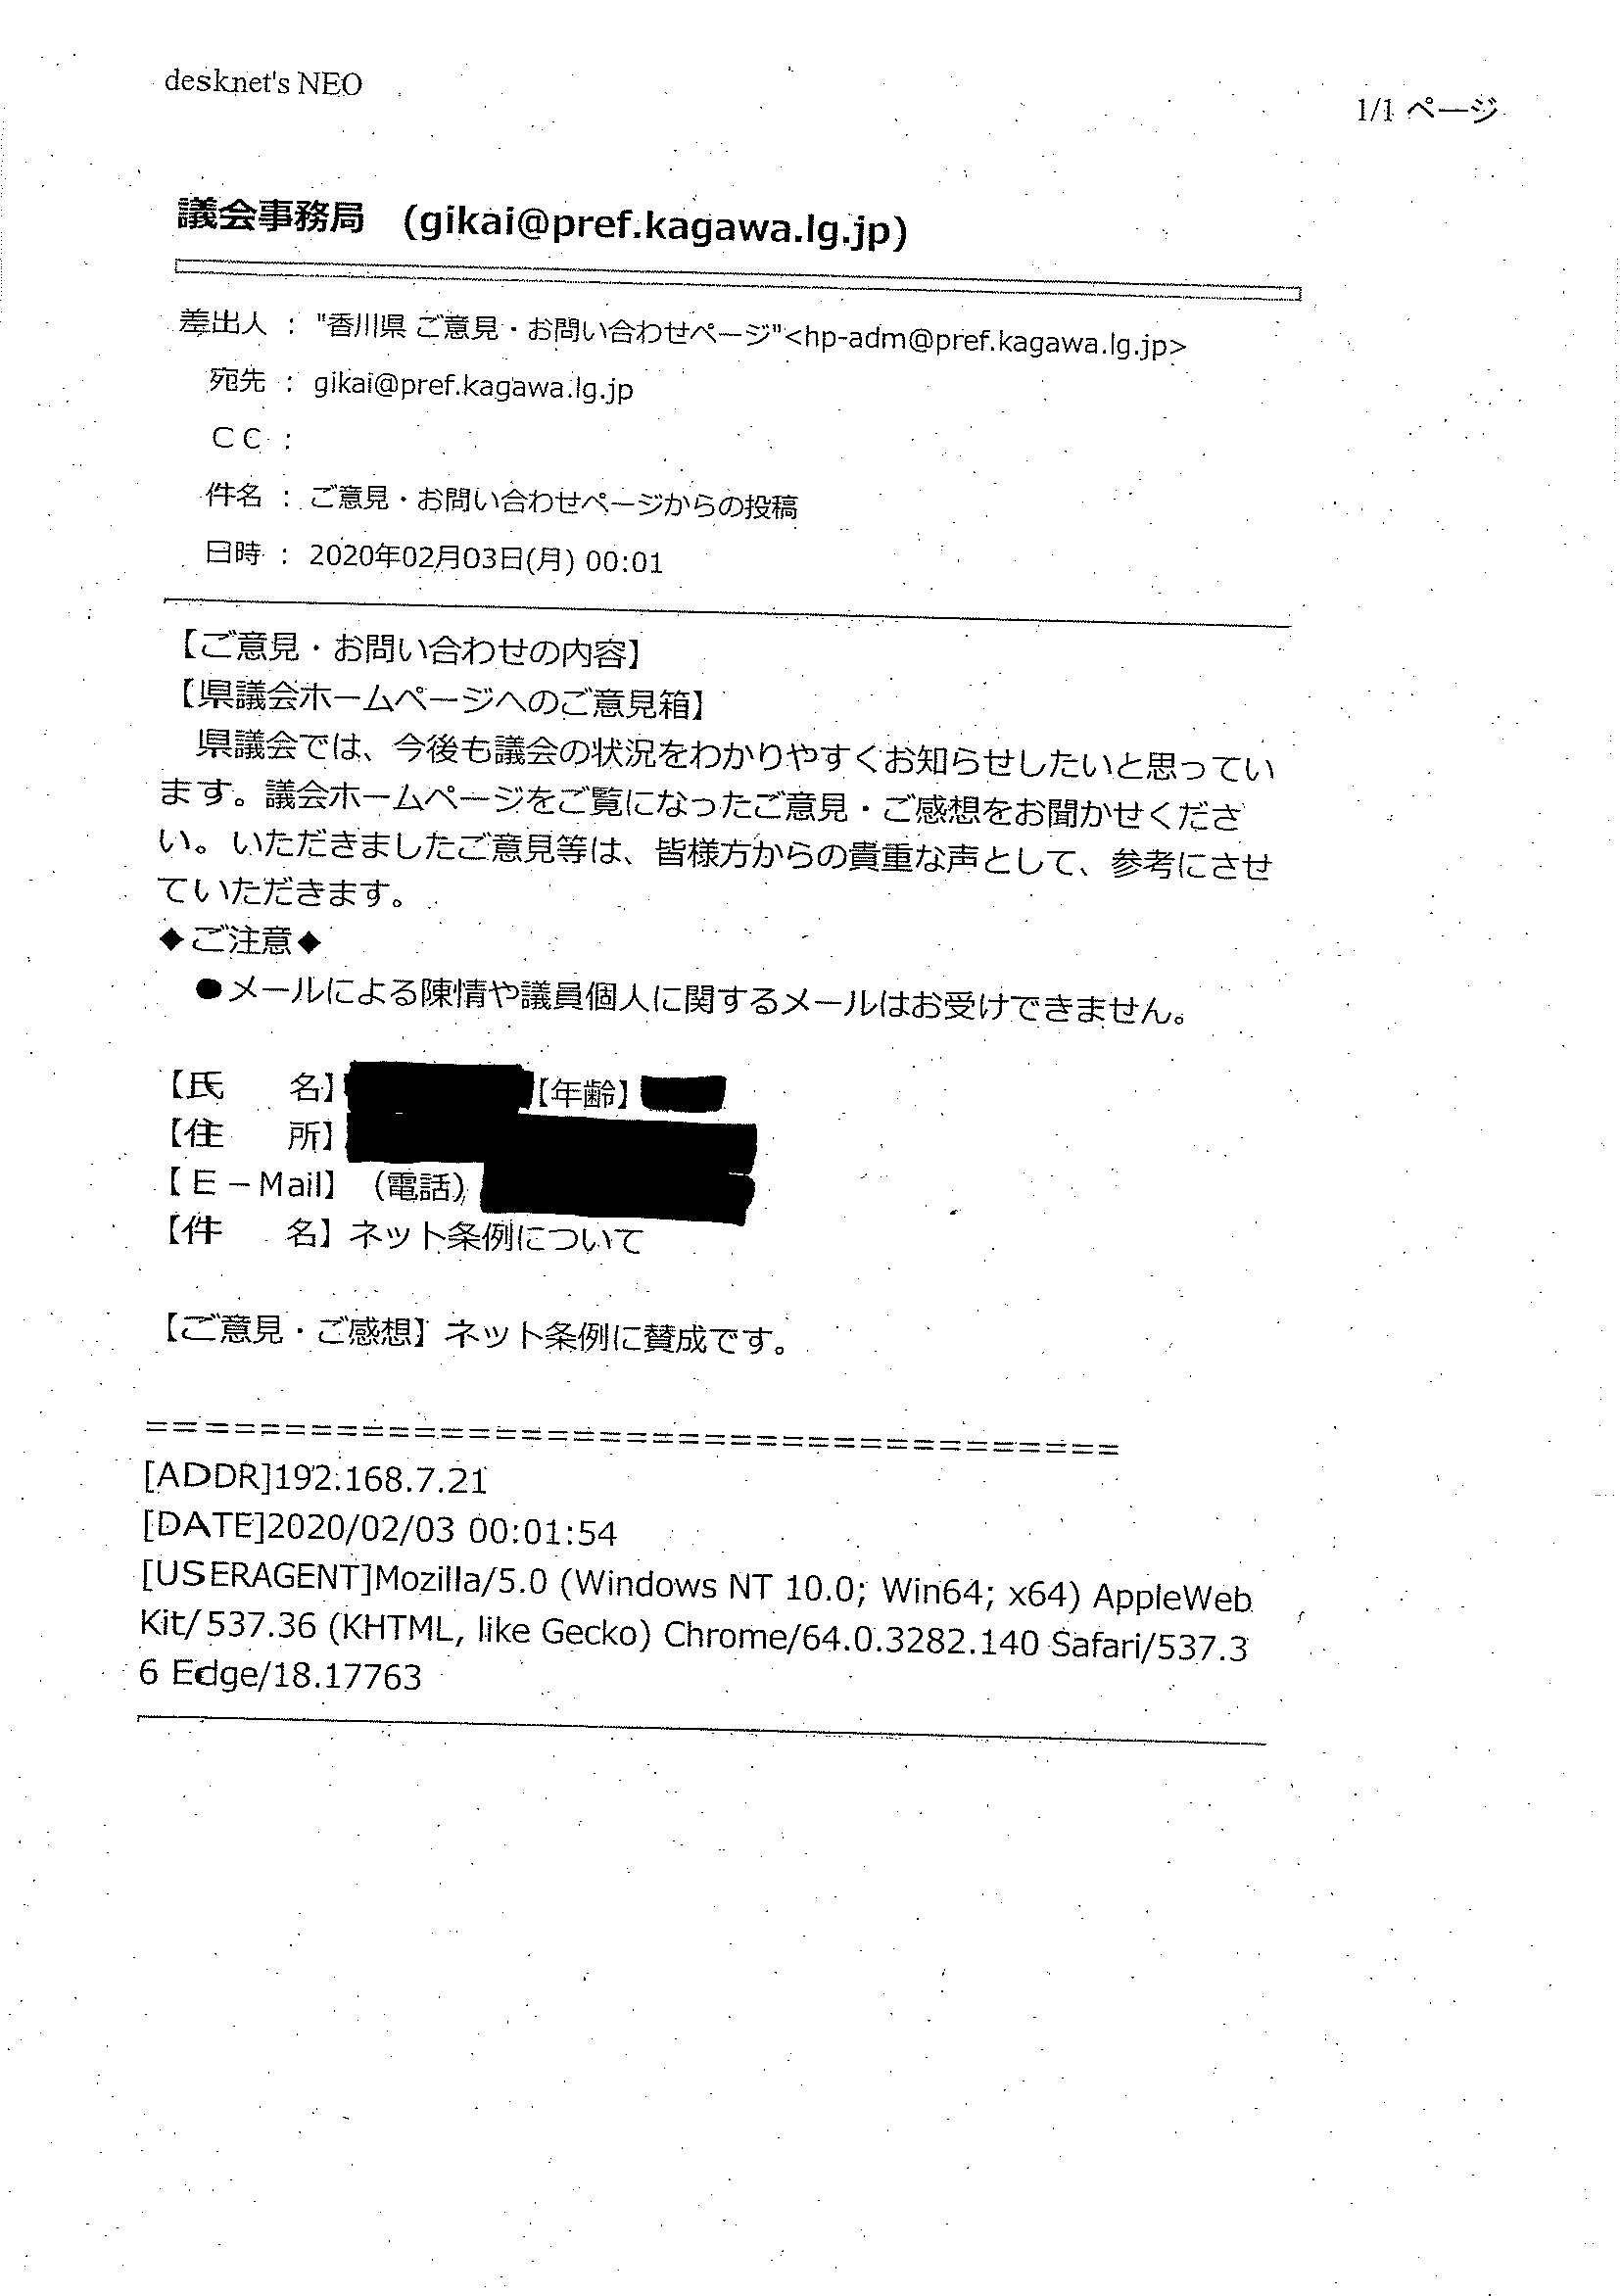 desknet's NEO
1/1 ページ
議会事務局 (gikai@pref.kagawa.lg.jp)
差出人 : "香川県 ご意見・お問い合わせページ"<hp-adm@pref.kagawa.lg.jp>
宛先 : gikai@pref.kagawa.lg.jp
ＣＣ :
件名 : ご意見・お問い合わせページからの投稿
日時 : 2020年02月03日(月) 00:01
【ご意見・お問い合わせの内容】
【県議会ホームページへのご意見箱】
　県議会では、今後も議会の状況をわかりやすくお知らせしたいと思ってい
ます。議会ホームページをご覧になったご意見・ご感想をお聞かせくださ
い。いただきましたご意見等は、皆様方からの貴重な声として、参考にさせ
ていただきます。
◆ご注意◆
　●メールによる陳情や議員個人に関するメールはお受けできません。
【氏　　名】【年齢】
【住　　所】
【Ｅ－Mail】（電話）
【件　　名】ネット条例について
【ご意見・ご感想】ネット条例に賛成です。
=====================================
[ADDR]192.168.7.21
[DATE]2020/02/03 00:01:54
[USERAGENT]Mozilla/5.0 (Windows NT 10.0; Win64; x64) AppleWeb
Kit/537.36 (KHTML, like Gecko) Chrome/64.0.3282.140 Safari/537.3
6 Edge/18.17763